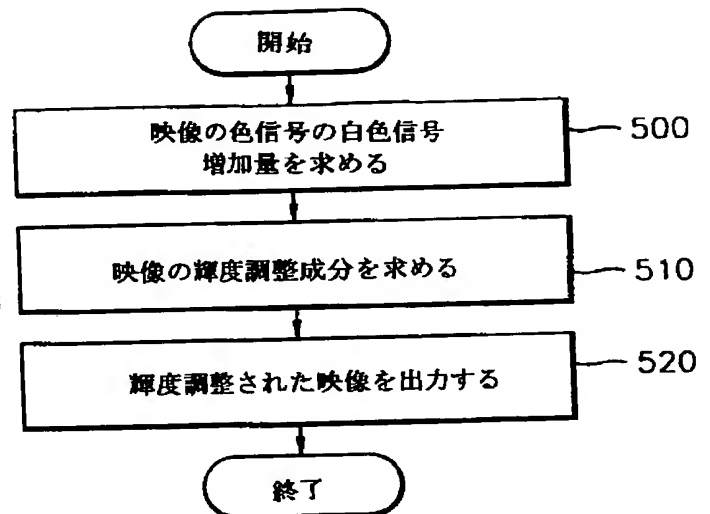 開始
映像の色信号の白色信号
増加量を求める
500
映像の輝度調整成分を求める
510
輝度調整された映像を出力する
520
終了